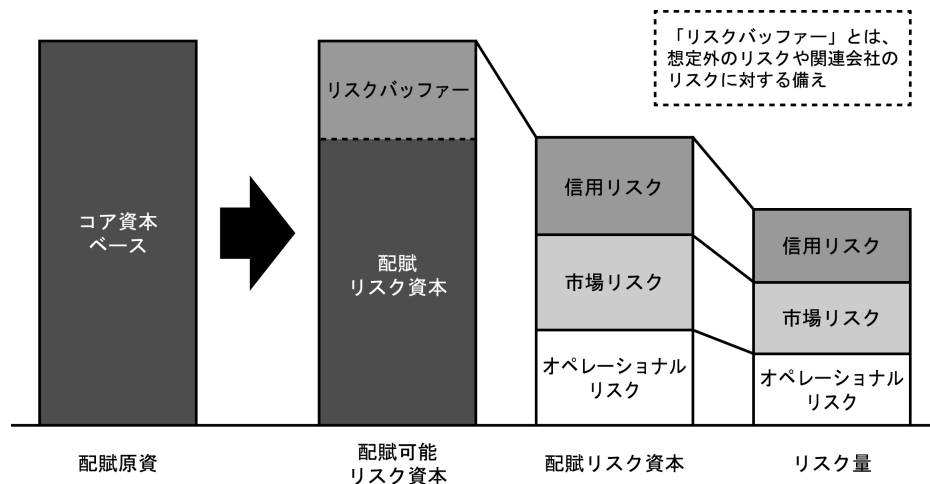 「リスクバッファー」とは、
想定外のリスクや関連会社の
リスクに対する備え
リスクバッファー
コア資本
ベース
配賦
リスク資本
信用リスク
市場リスク
オペレーショナル
リスク
信用リスク
市場リスク
オペレーショナル
リスク
配賦原資
配賦可能
リスク資本
配賦リスク資本
リスク量